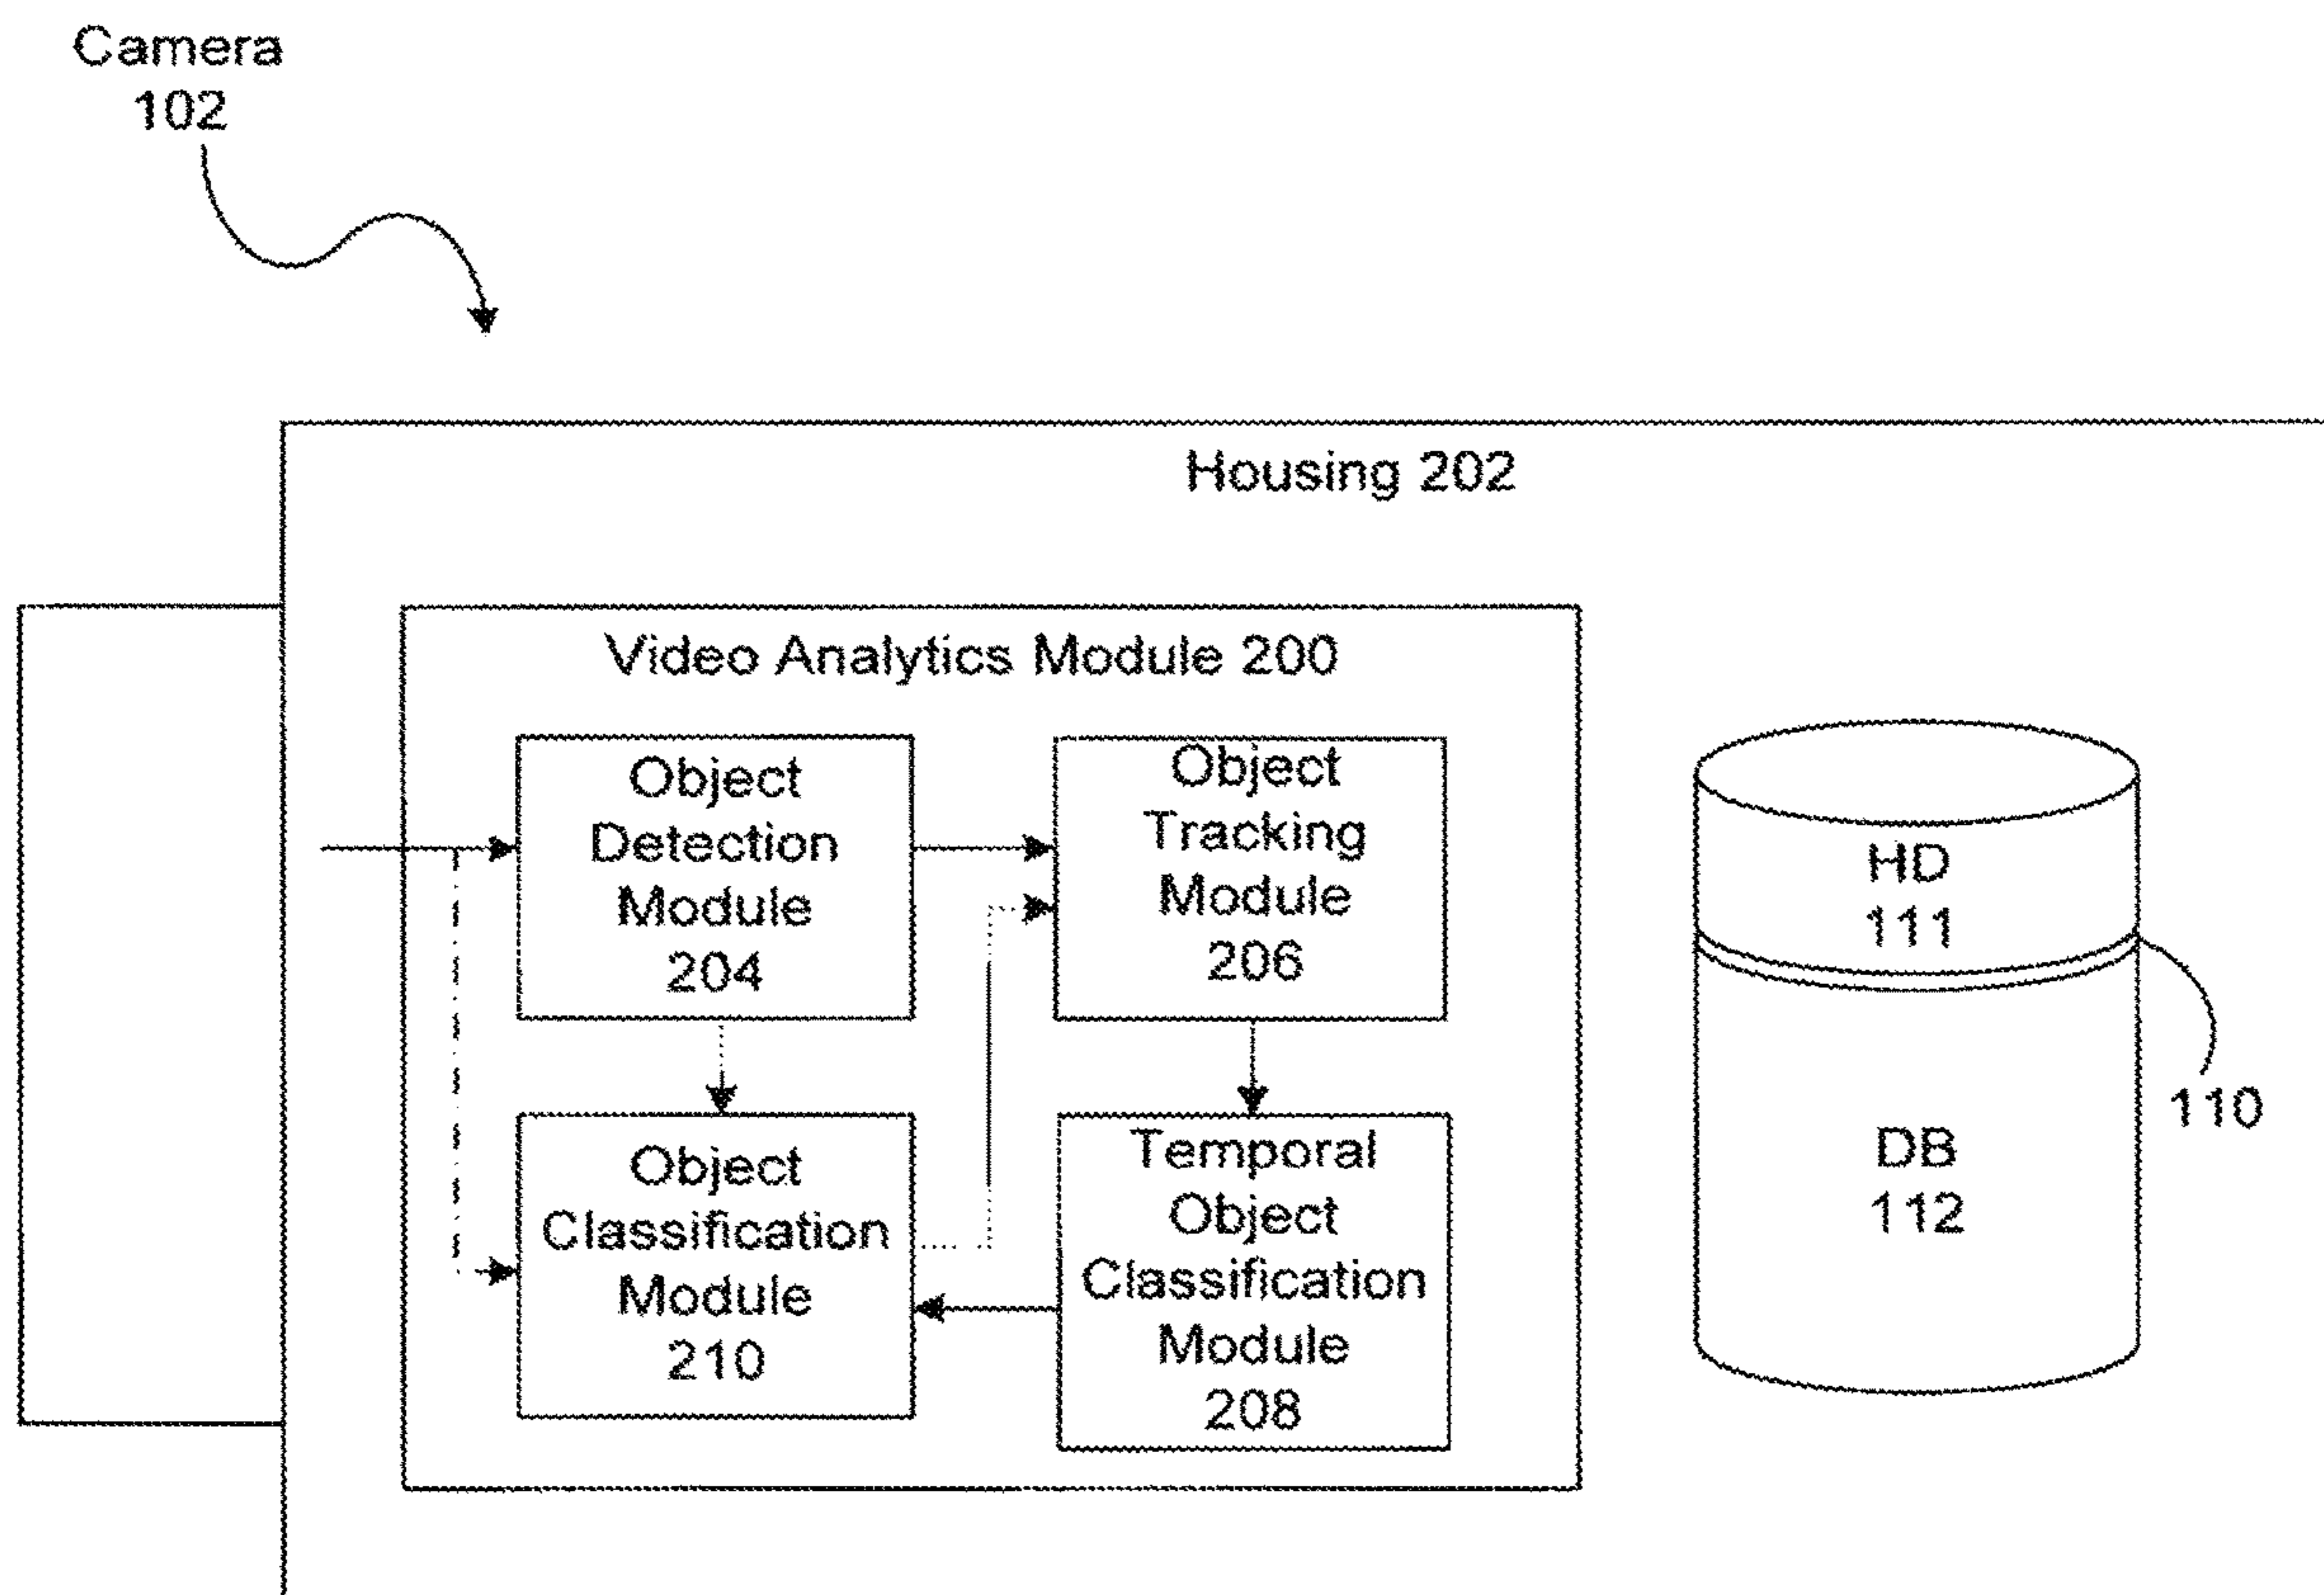 Camera
102
Housing 202
Video Analytics Module 200
Object
Detection
Module
204
Object
Tracking
Module
206
Object
Classification
Module
210
Temporal
Object
Classification
Module
208
HD
111
110
DB
112